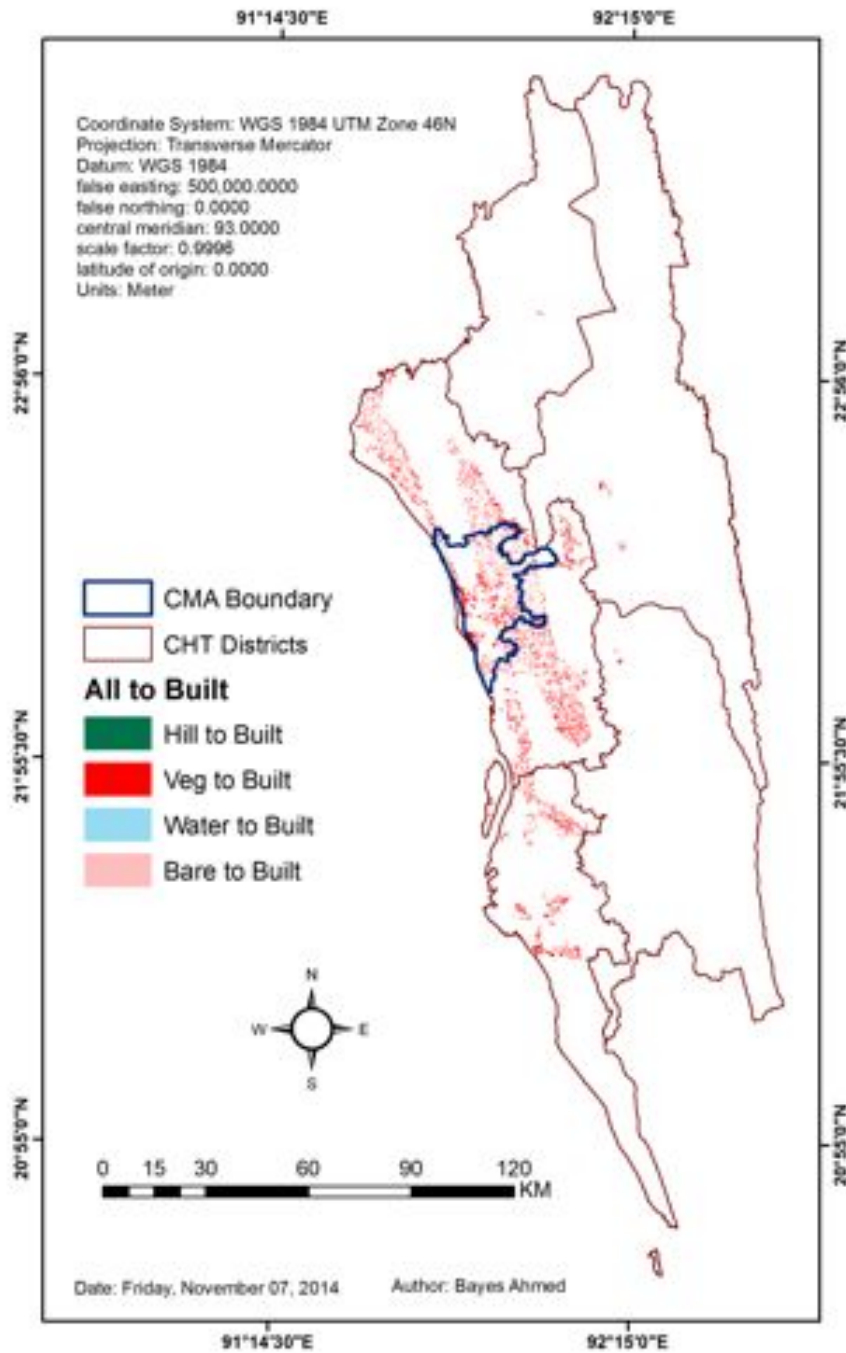 91°14'30"E 92°15'0"E
Coordinate System: WGS 1984 UTM Zone 46N
Projection: Transverse Mercator
Datum: WGS 1984
false easting: 500,000.0000
false northing: 0.0000
central meridian: 93.0000
scale factor: 0.9996
latitude of origin: 0.0000
Units: Meter
22°56'0"N 22°56'0"N
CMA Boundary
CHT Districts
All to Built
Hill to Built
Veg to Built
21°55'30"N 21°55'30"N
Water to Built
Bare to Built
N
W E
S
20°55'0"N 20°55'0"N
0 15 30 60 90 120
KM
Date: Friday, November 07, 2014 Author: Bayes Ahmed
91°14'30"E 92°15'0"E